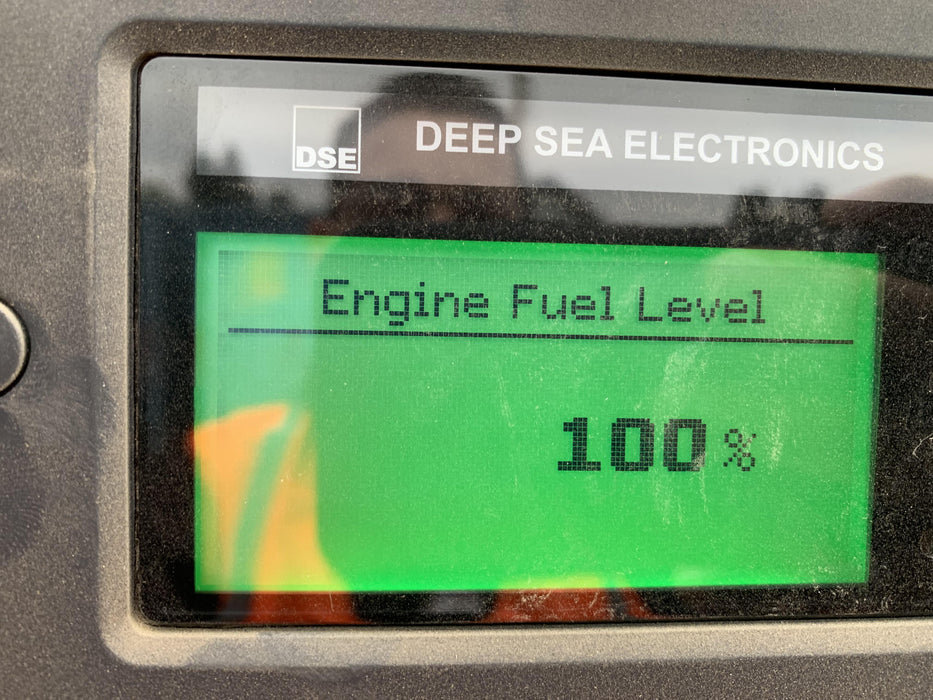 DSE
DEEP SEA ELECTRONICS
Engine Fuel Level
100 %